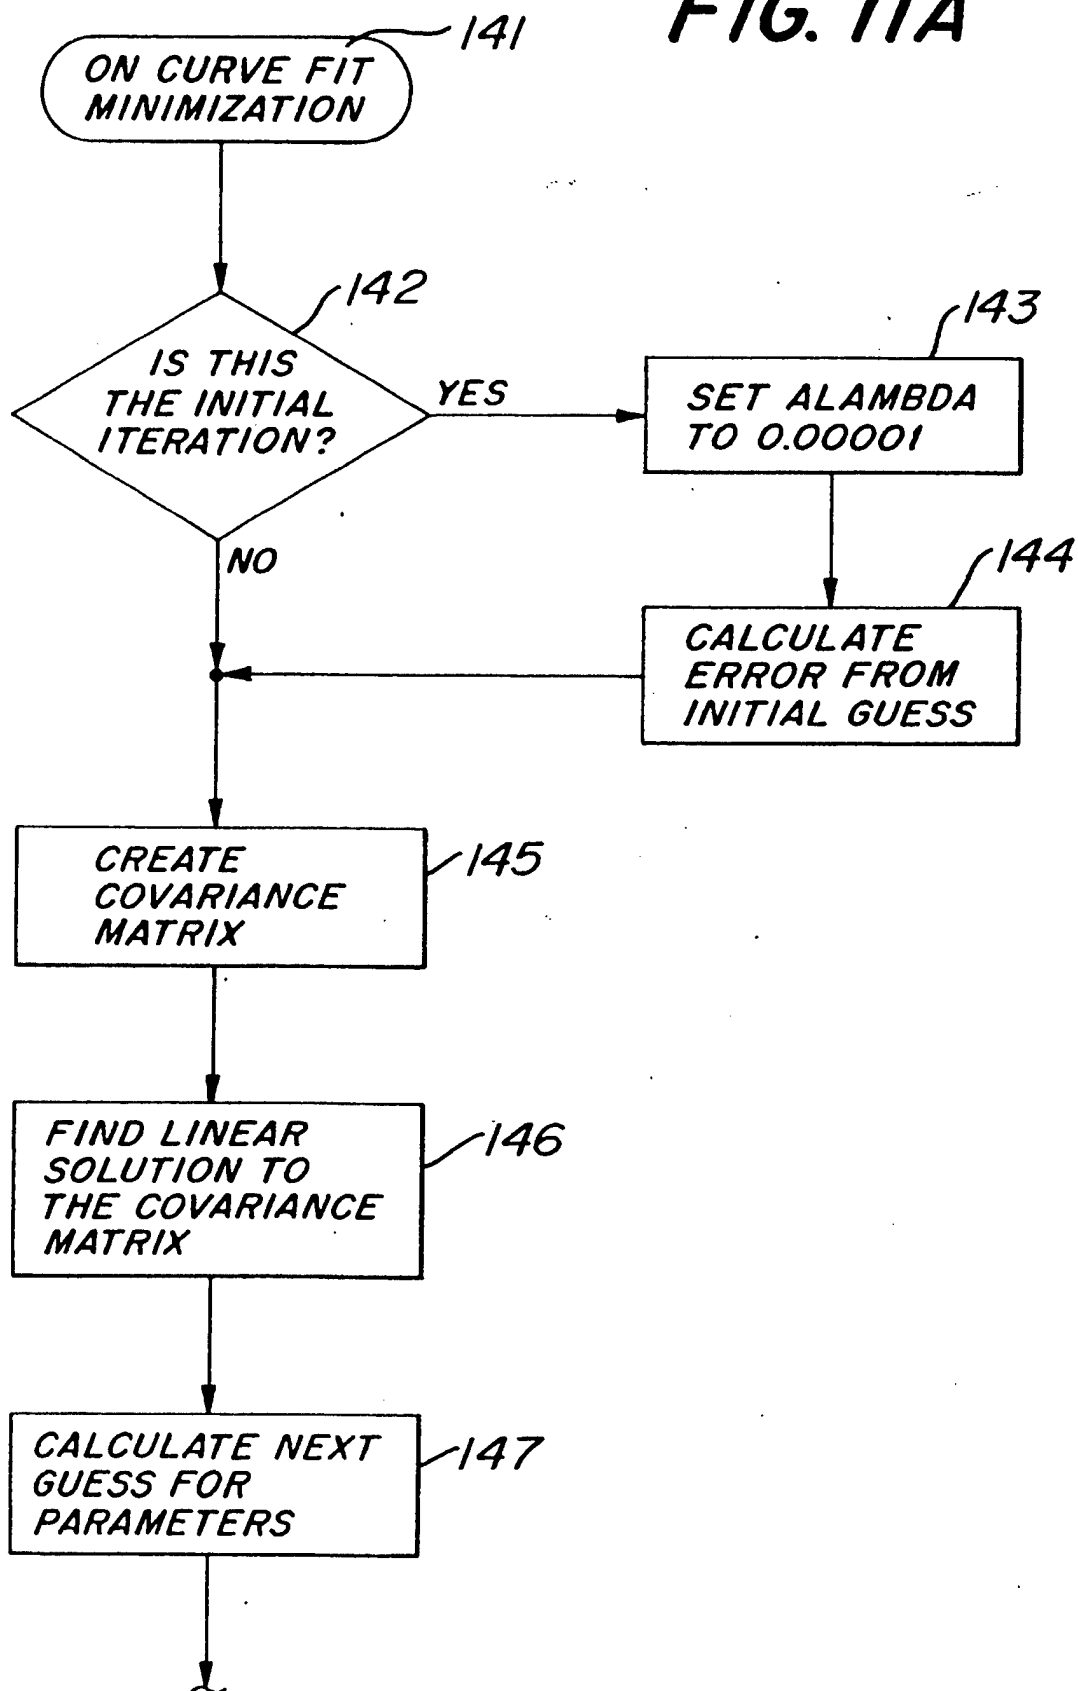 FIG. 11A
141
ON CURVE FIT
MINIMIZATION
142
IS THIS
THE INITIAL
ITERATION?
YES
143
SET ALAMBDA
TO 0.00001
NO
144
CALCULATE
ERROR FROM
INITIAL GUESS
145
CREATE
COVARIANCE
MATRIX
146
FIND LINEAR
SOLUTION TO
THE COVARIANCE
MATRIX
147
CALCULATE NEXT
GUESS FOR
PARAMETERS